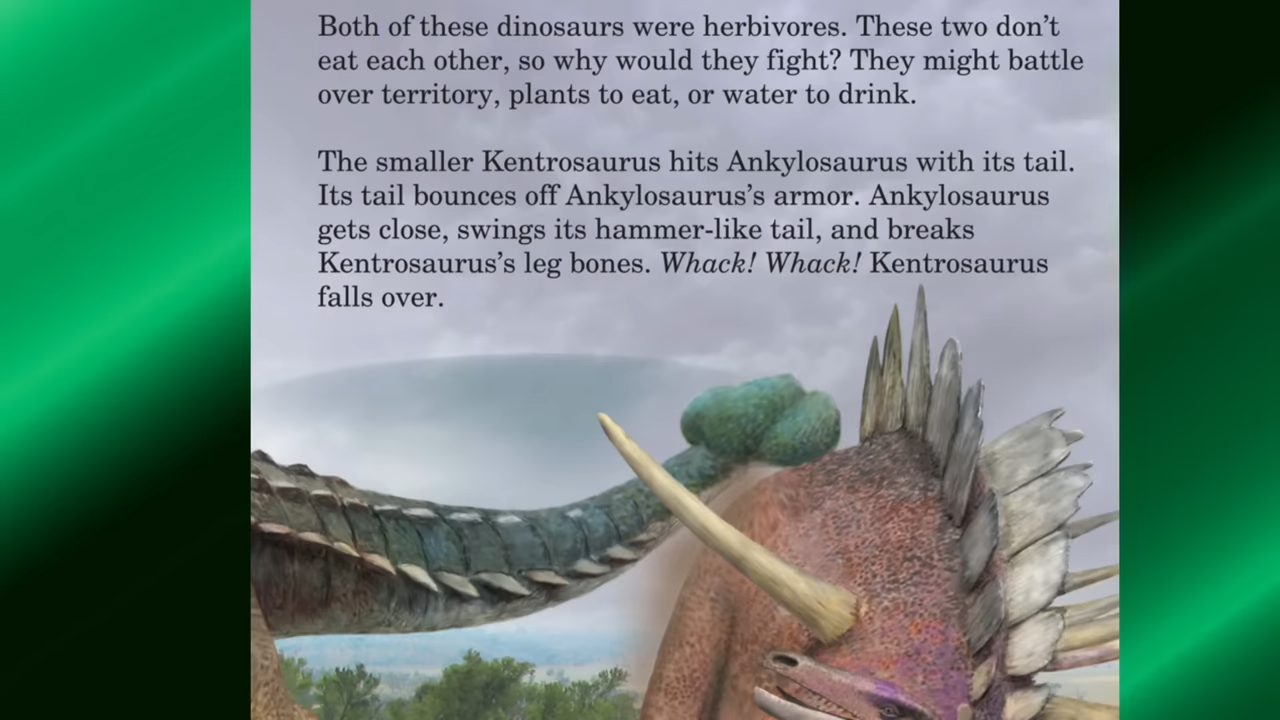 Both of these dinosaurs were herbivores. These two don’t
eat each other, so why would they fight? They might battle
over territory, plants to eat, or water to drink.
The smaller Kentrosaurus hits Ankylosaurus with its tail.
Its tail bounces off Ankylosaurus’s armor. Ankylosaurus
gets close, swings its hammer-like tail, and breaks
Kentrosaurus’s leg bones. Whack! Whack! Kentrosaurus
falls over.